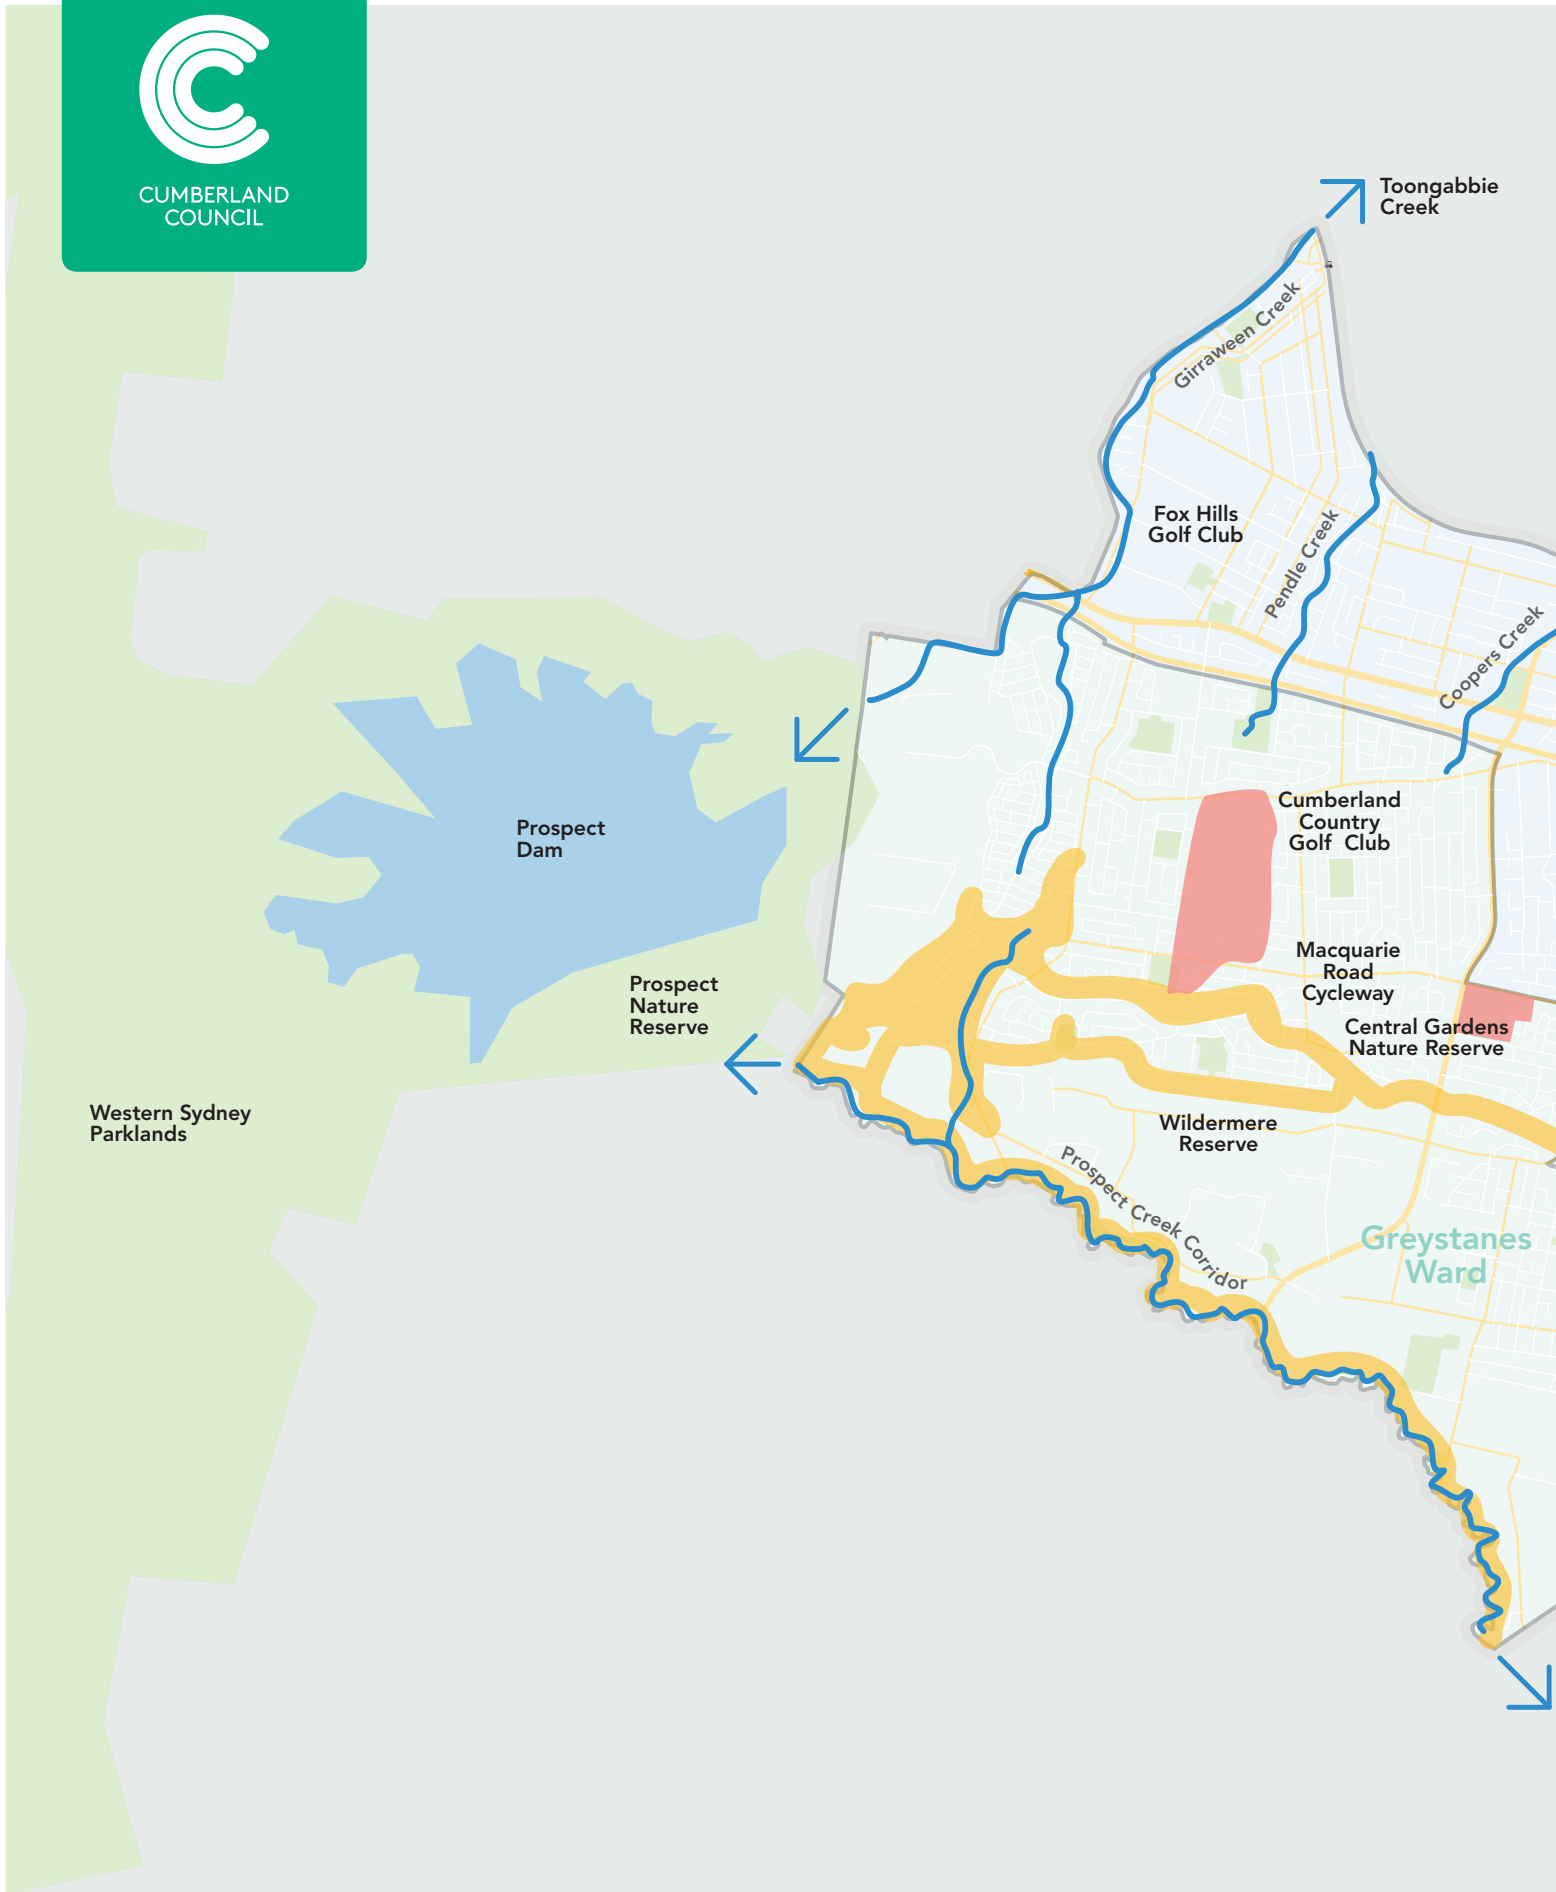 CUMBERLAND
COUNCIL
Toongabbie
Creek
Girraween Creek
Fox Hills
Golf Club
Pendle Creek
Coopers Creek
Prospect
Dam
Cumberland
Country
Golf Club
Macquarie
Road
Cycleway
Prospect
Nature
Reserve
Central Gardens
Nature Reserve
Western Sydney
Parklands
Wildermere
Reserve
Prospect Creek Corridor
Greystanes
Ward